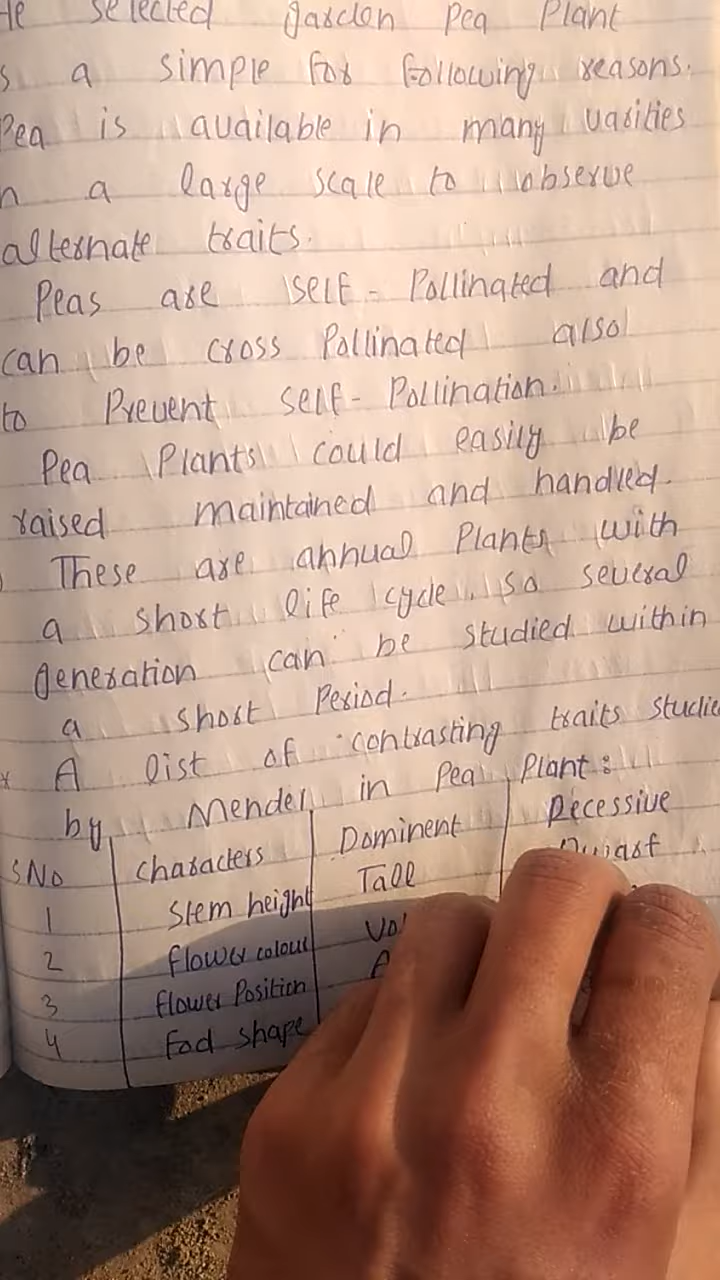 He selected garden Pea Plant
s a simple for following reasons.
Pea is available in many varities
n a large scale to observe
alternate traits.
Peas are self-Pollinated and
can be cross Pollinated also
to Prevent self-Pollination.
Pea Plants could easily be
raised maintained and handled.
These are annual Plants with
a short life cycle. so several
generation can be studied within
a short Period.
* A list of contrasting traits studie
by Mendel in Pea Plant:
SNO characters Dominent Recessive
1 Stem height Tall
2 flower colour
3 flower Position
4 Pod shape